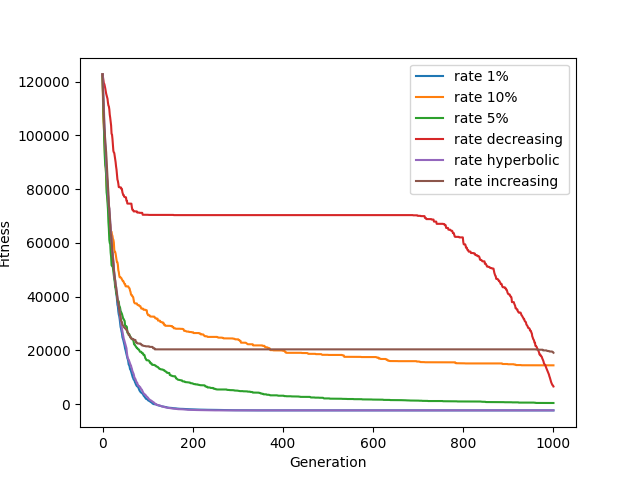 rate 1%
rate 10%
rate 5%
rate decreasing
rate hyperbolic
rate increasing
120000
100000
80000
60000
40000
20000
0
0 200 400 600 800 1000
Generation